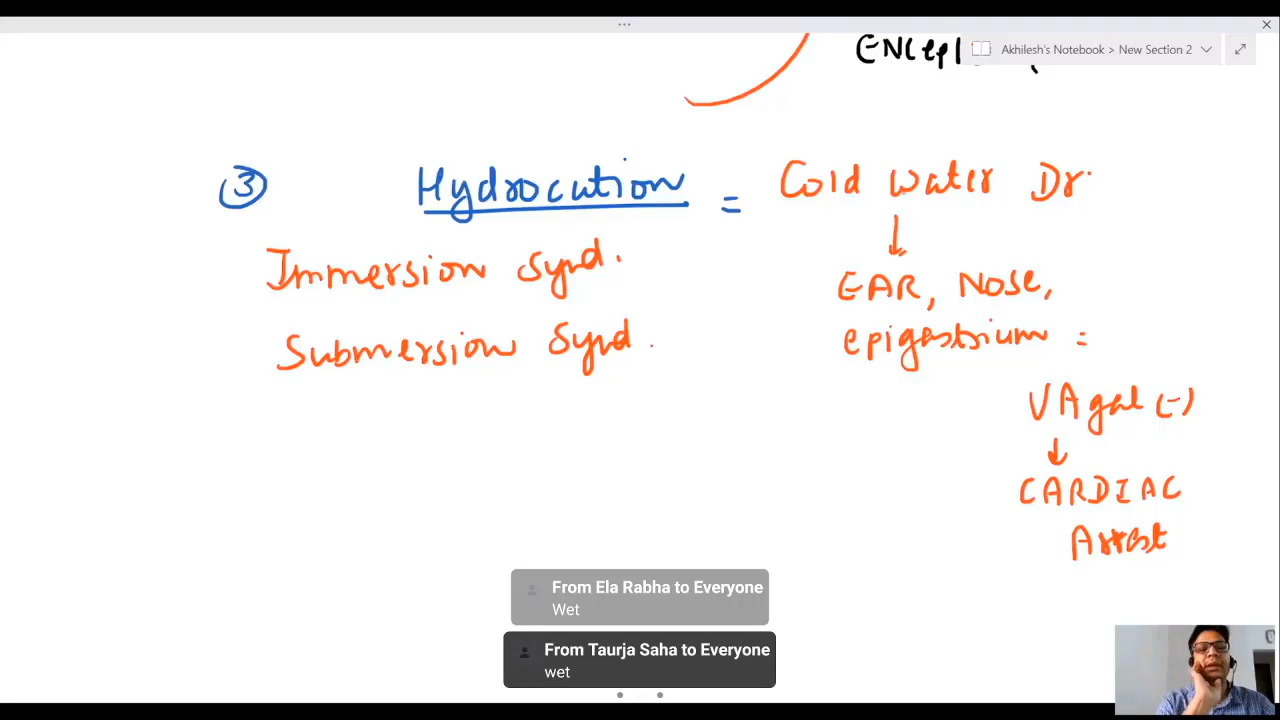 Akhilesh's Notebook > New Section 2
③ Hydrocution = Cold water Dr.
Immersion Synd.
Submersion Synd.
↓
EAR, Nose,
epigastrium =
VAgal (-)
↓
CARDIAC
Arrest
From Ela Rabha to Everyone
Wet
From Taurja Saha to Everyone
wet